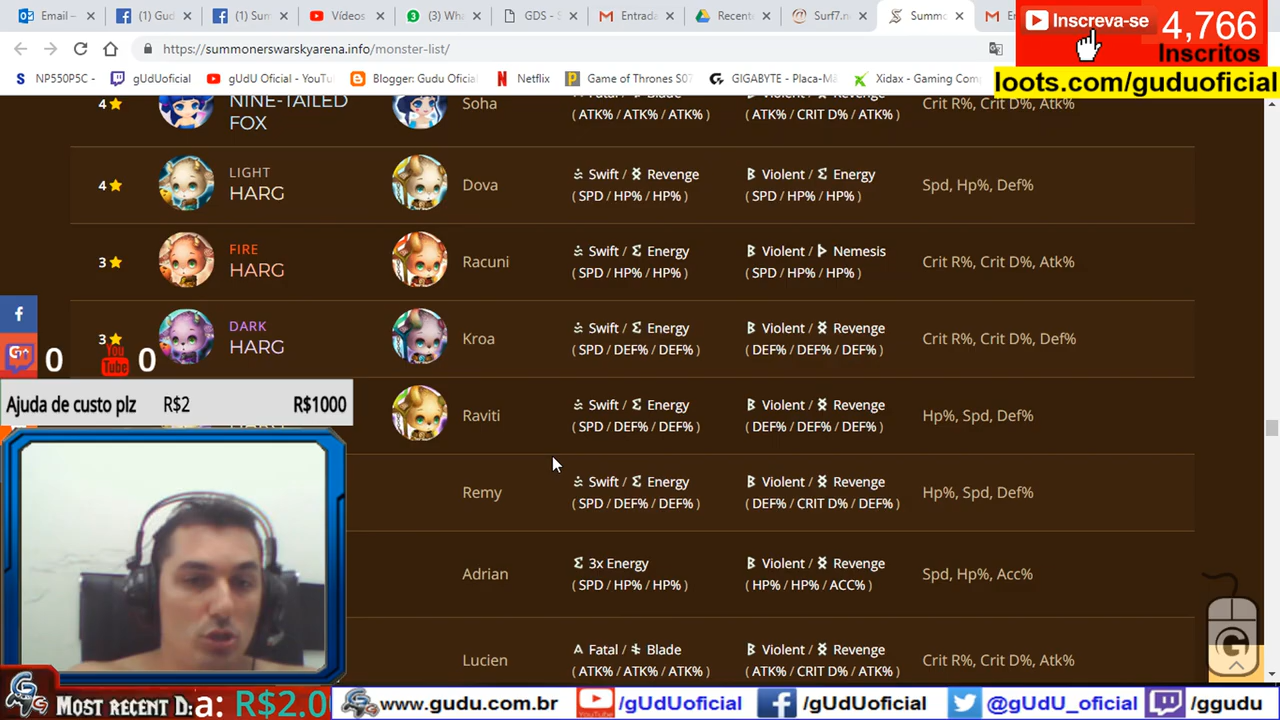 Email —
(1) Gud
(1) Sum
Vídeos
(3) Wha
GDS - S
Entrada
Recente
Surf7.n
Summo
Inscreva-se
4,766
Inscritos
https://summonerswarskyarena.info/monster-list/
NP550P5C -
gUdUoficial
gUdU Oficial - YouTu
Blogger: Gudu Oficial
Netflix
Game of Thrones S07
GIGABYTE - Placa-Mã
Xidax - Gaming Comp
loots.com/guduoficial
4 NINE-TAILED FOX Soha
(ATK% / ATK% / ATK% ) (ATK% / CRIT D% / ATK% ) Crit R%, Crit D%, Atk%
4 LIGHT HARG Dova Swift / Revenge Violent / Energy Spd, Hp%, Def%
( SPD / HP% / HP% ) ( SPD / HP% / HP% )
3 FIRE HARG Racuni Swift / Energy Violent / Nemesis Crit R%, Crit D%, Atk%
( SPD / HP% / HP% ) ( SPD / HP% / HP% )
3 DARK HARG Kroa Swift / Energy Violent / Revenge Crit R%, Crit D%, Def%
( SPD / DEF% / DEF% ) ( DEF% / DEF% / DEF% )
0 You Tube 0
Ajuda de custo plz R$2 R$1000
Raviti Swift / Energy Violent / Revenge Hp%, Spd, Def%
( SPD / DEF% / DEF% ) ( DEF% / DEF% / DEF% )
Remy Swift / Energy Violent / Revenge Hp%, Spd, Def%
( SPD / DEF% / DEF% ) ( DEF% / CRIT D% / DEF% )
Adrian 3x Energy Violent / Revenge Spd, Hp%, Acc%
( SPD / HP% / HP% ) ( HP% / HP% / ACC% )
Lucien Fatal / Blade Violent / Revenge Crit R%, Crit D%, Atk%
( ATK% / ATK% / ATK% ) ( ATK% / CRIT D% / ATK% )
Most recent D: a: R$2.0
www.gudu.com.br
YouTube
/gUdUoficial
/gUdUoficial
@gUdU_oficial
/ggudu